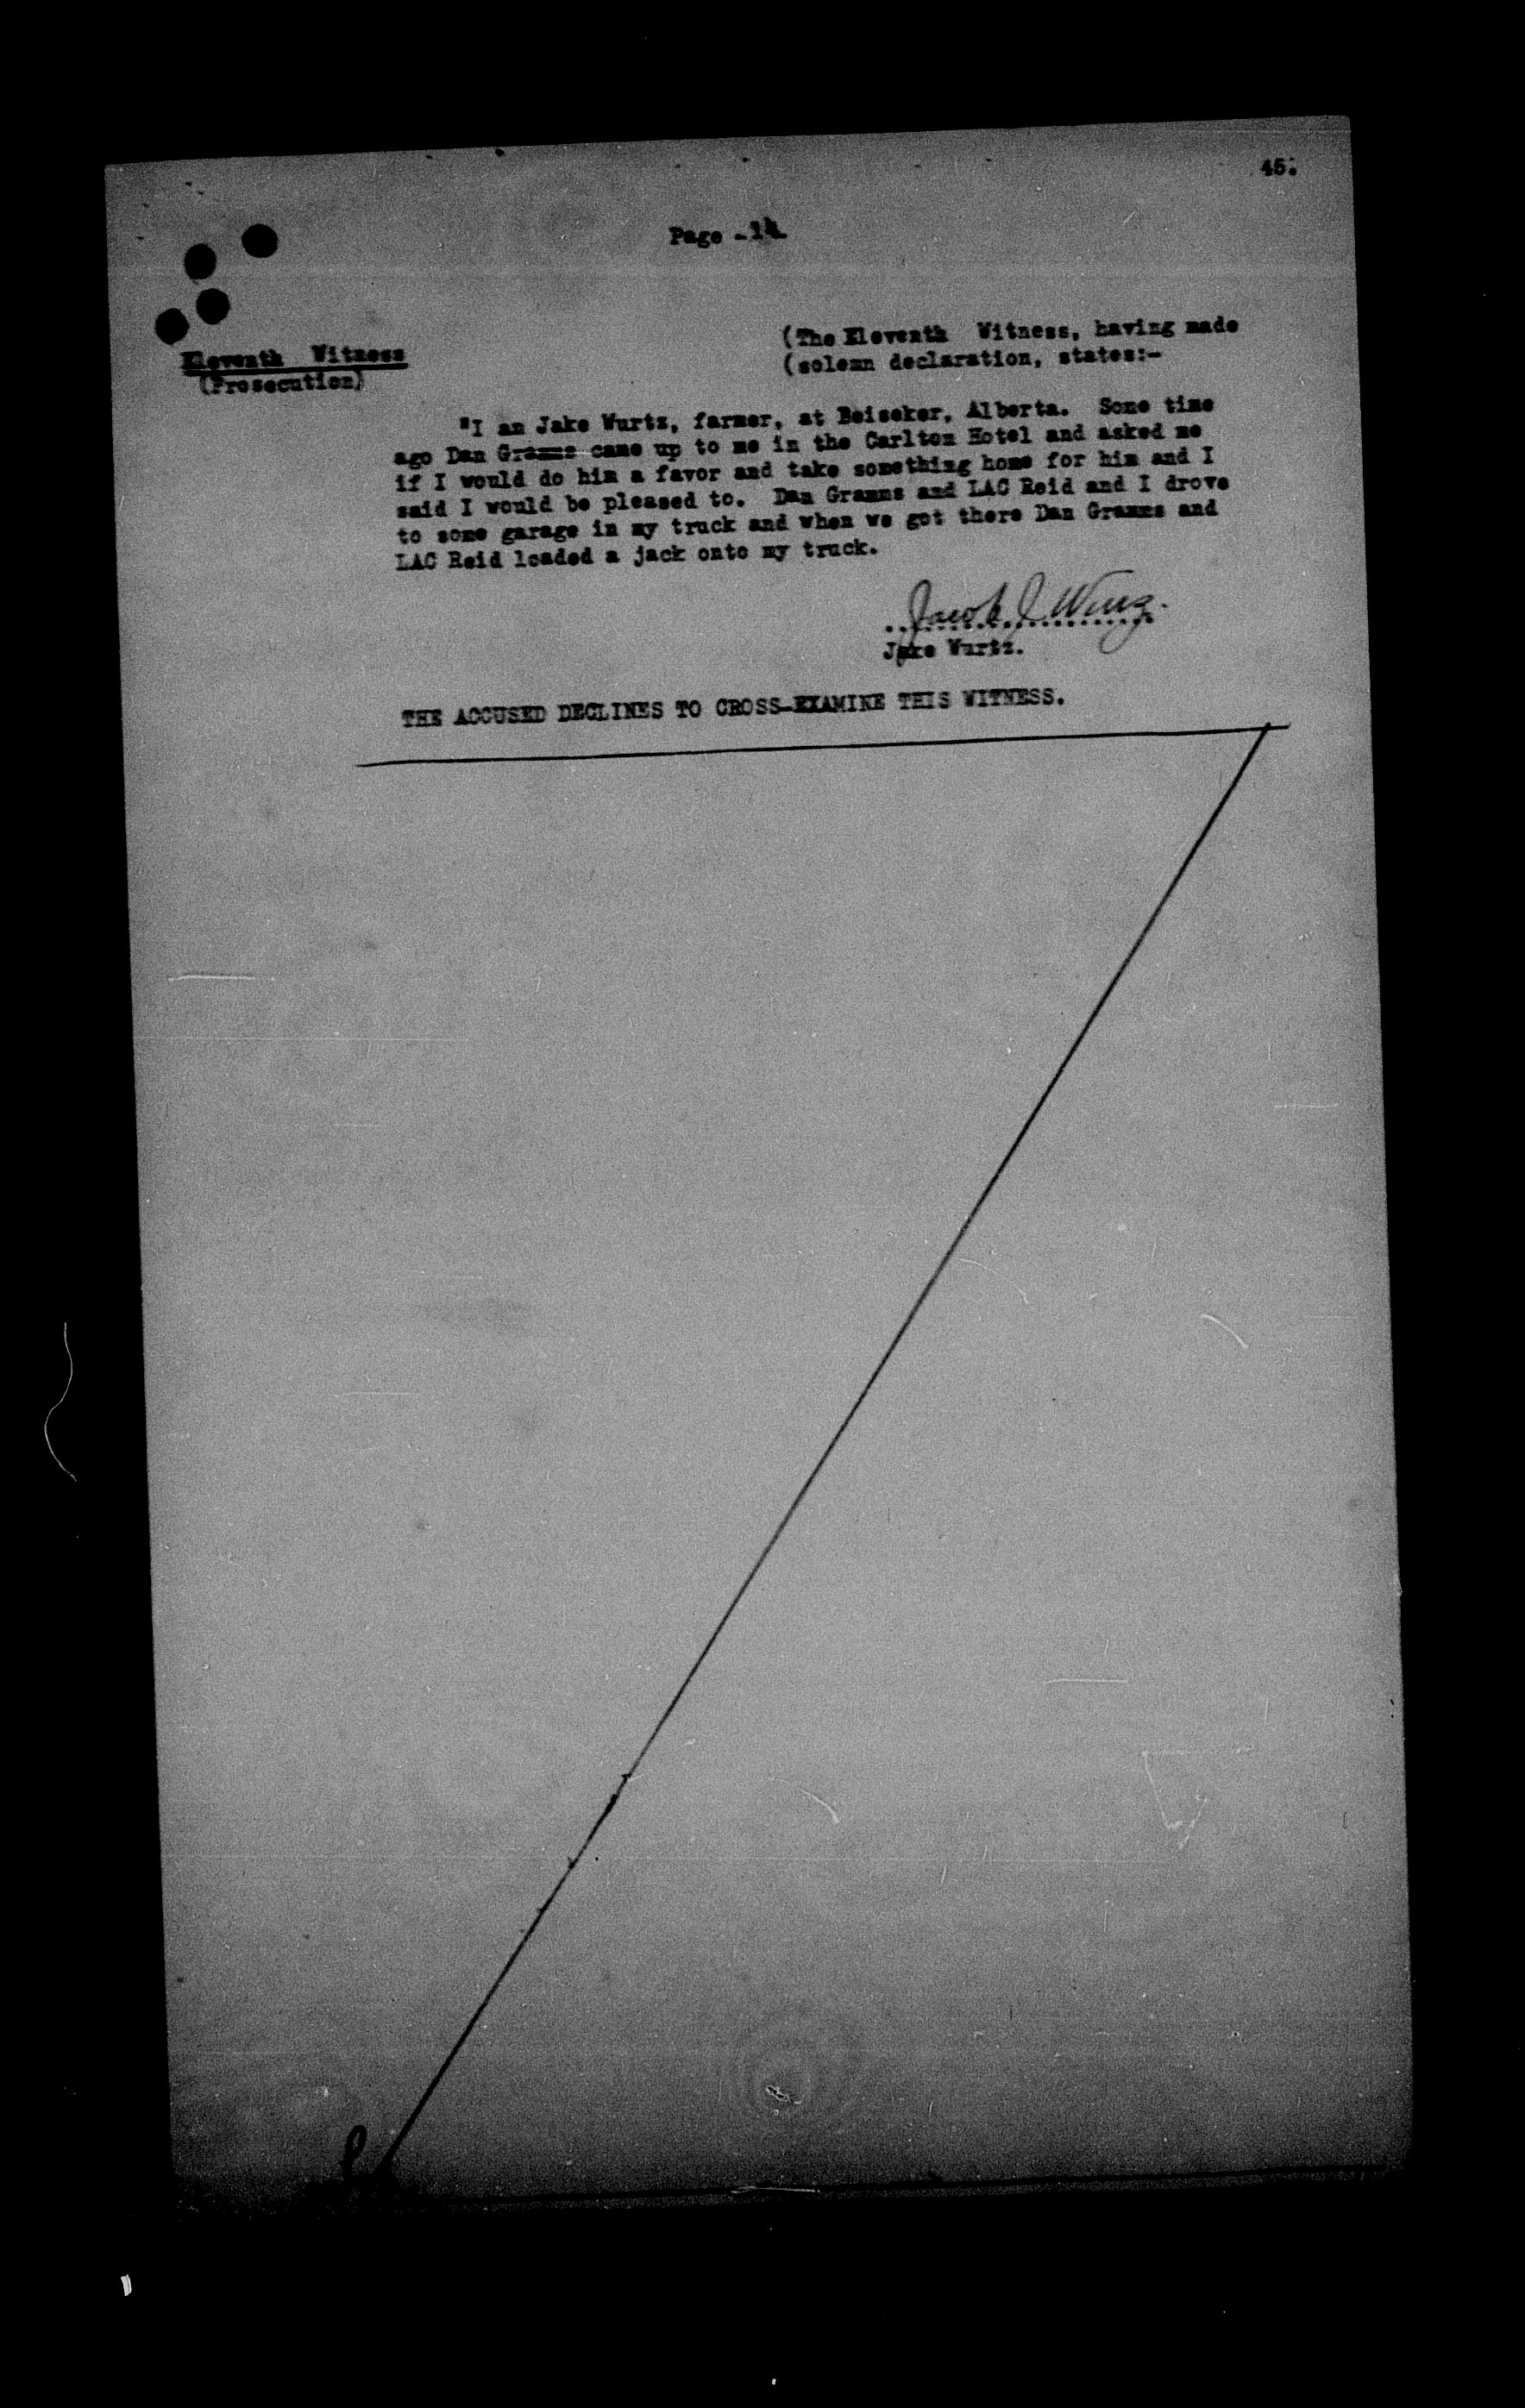 45.
Page -14-
(The Eleventh Witness, having made
(solemn declaration, states:-
Eleventh Witness
(Prosecution)
"I am Jake Wurtz, farmer, at Beiseker, Alberta. Some time
ago Dan Gramms came up to me in the Carlton Hotel and asked me
if I would do him a favor and take something home for him and I
said I would be pleased to. Dan Gramms and LAC Reid and I drove
to some garage in my truck and when we got there Dan Gramms and
LAC Reid loaded a jack onto my truck.
Jacob J Wurz.
Jake Wurtz.
THE ACCUSED DECLINES TO CROSS-EXAMINE THIS WITNESS.